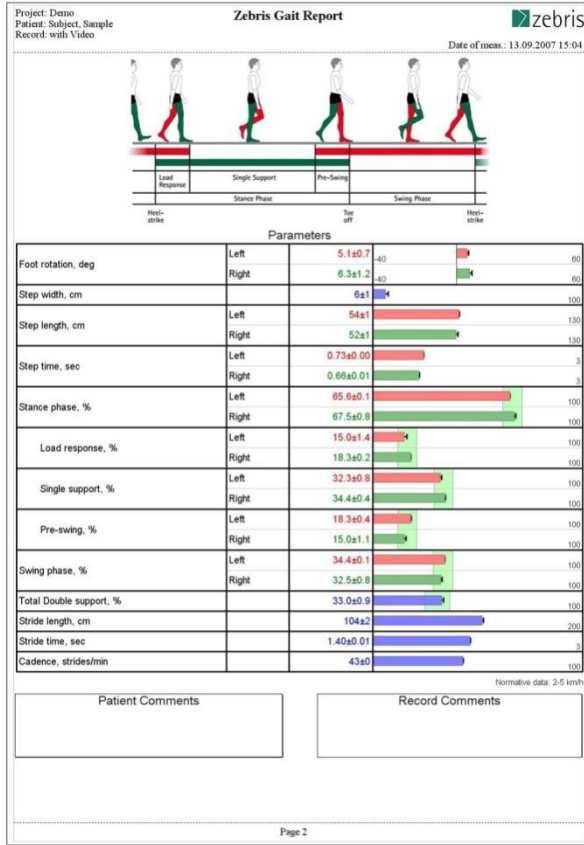 Project: Demo
Patient: Subject, Sample
Record: with Video
Zebris Gait Report
zebris
Date of meas.: 13.09.2007 15:04
Load Response
Single Support
Pre-Swing
Stance Phase
Swing Phase
Heel-strike
Toe off
Heel-strike
Parameters
Foot rotation, deg
Left 5.1±0.7 -40 60
Right 6.3±1.2 -40 60
Step width, cm 6±1 100
Step length, cm
Left 54±1 130
Right 52±1 130
Step time, sec
Left 0.73±0.00 3
Right 0.66±0.01 3
Stance phase, %
Left 65.6±0.1 100
Right 67.5±0.8 100
Load response, %
Left 15.0±1.4 100
Right 18.3±0.2 100
Single support, %
Left 32.3±0.8 100
Right 34.4±0.4 100
Pre-swing, %
Left 18.3±0.4 100
Right 15.0±1.1 100
Swing phase, %
Left 34.4±0.1 100
Right 32.5±0.8 100
Total Double support, % 33.0±0.9 100
Stride length, cm 104±2 200
Stride time, sec 1.40±0.01 3
Cadence, strides/min 43±0 100
Normative data: 2-5 km/h
Patient Comments
Record Comments
Page 2